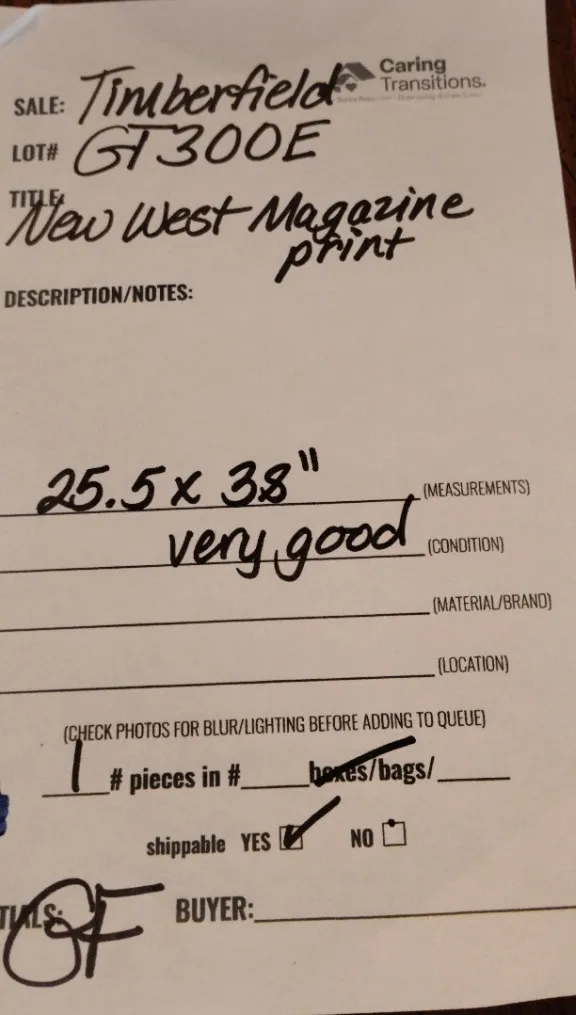 Caring
Transitions.
SALE: Timberfield
LOT# GT300E
TITLE:
New West Magazine
print
DESCRIPTION/NOTES:
25.5 x 38" (MEASUREMENTS)
very good (CONDITION)
(MATERIAL/BRAND)
(LOCATION)
(CHECK PHOTOS FOR BLUR/LIGHTING BEFORE ADDING TO QUEUE)
1 # pieces in # boxes/bags/
shippable YES NO
TIALS: BUYER: